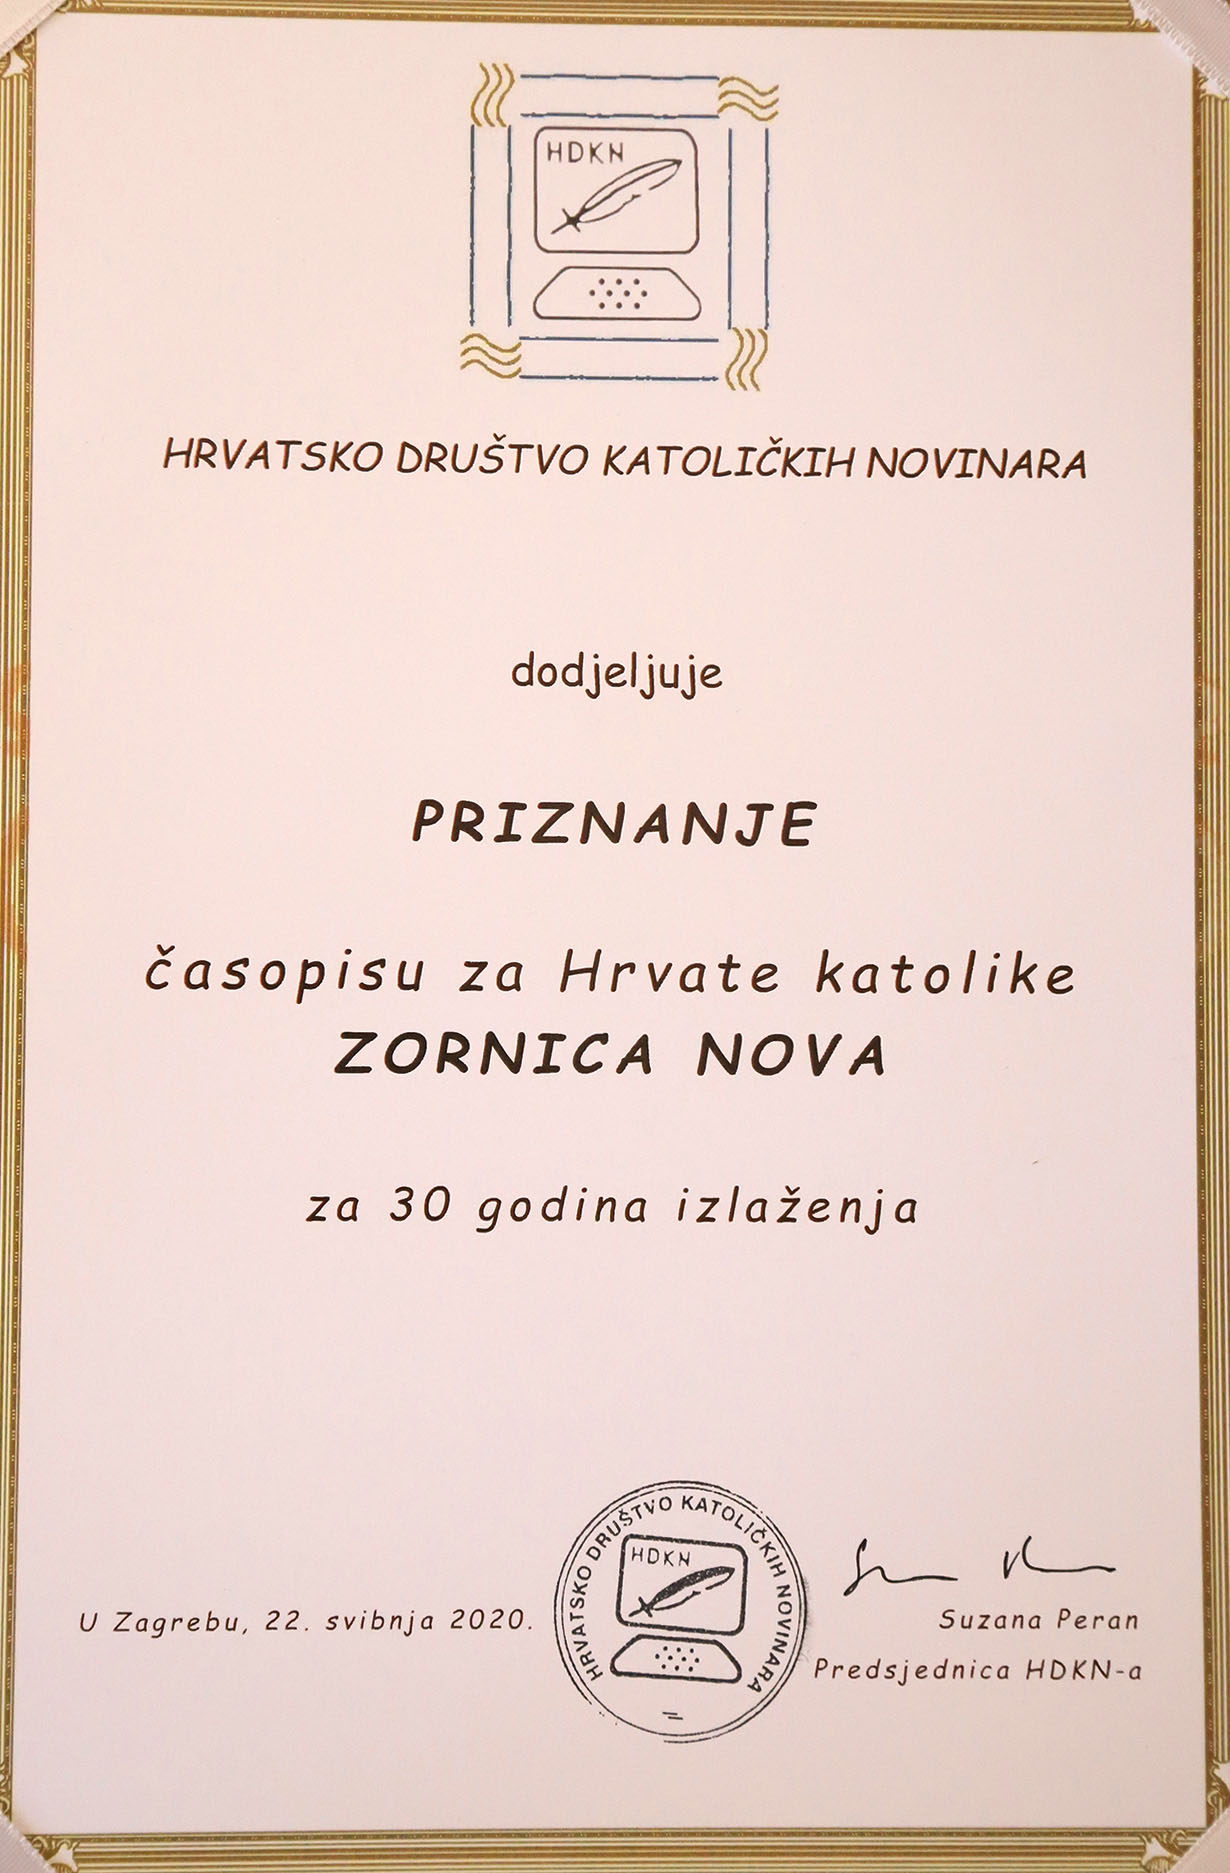 HDKN
HRVATSKO DRUŠTVO KATOLIČKIH NOVINARA
dodjeljuje
PRIZNANJE
časopisu za Hrvate katolike
ZORNICA NOVA
za 30 godina izlaženja
HRVATSKO DRUŠTVO KATOLIČKIH NOVINARA
HDKN
U Zagrebu, 22. svibnja 2020.
Suzana Peran
Predsjednica HDKN-a